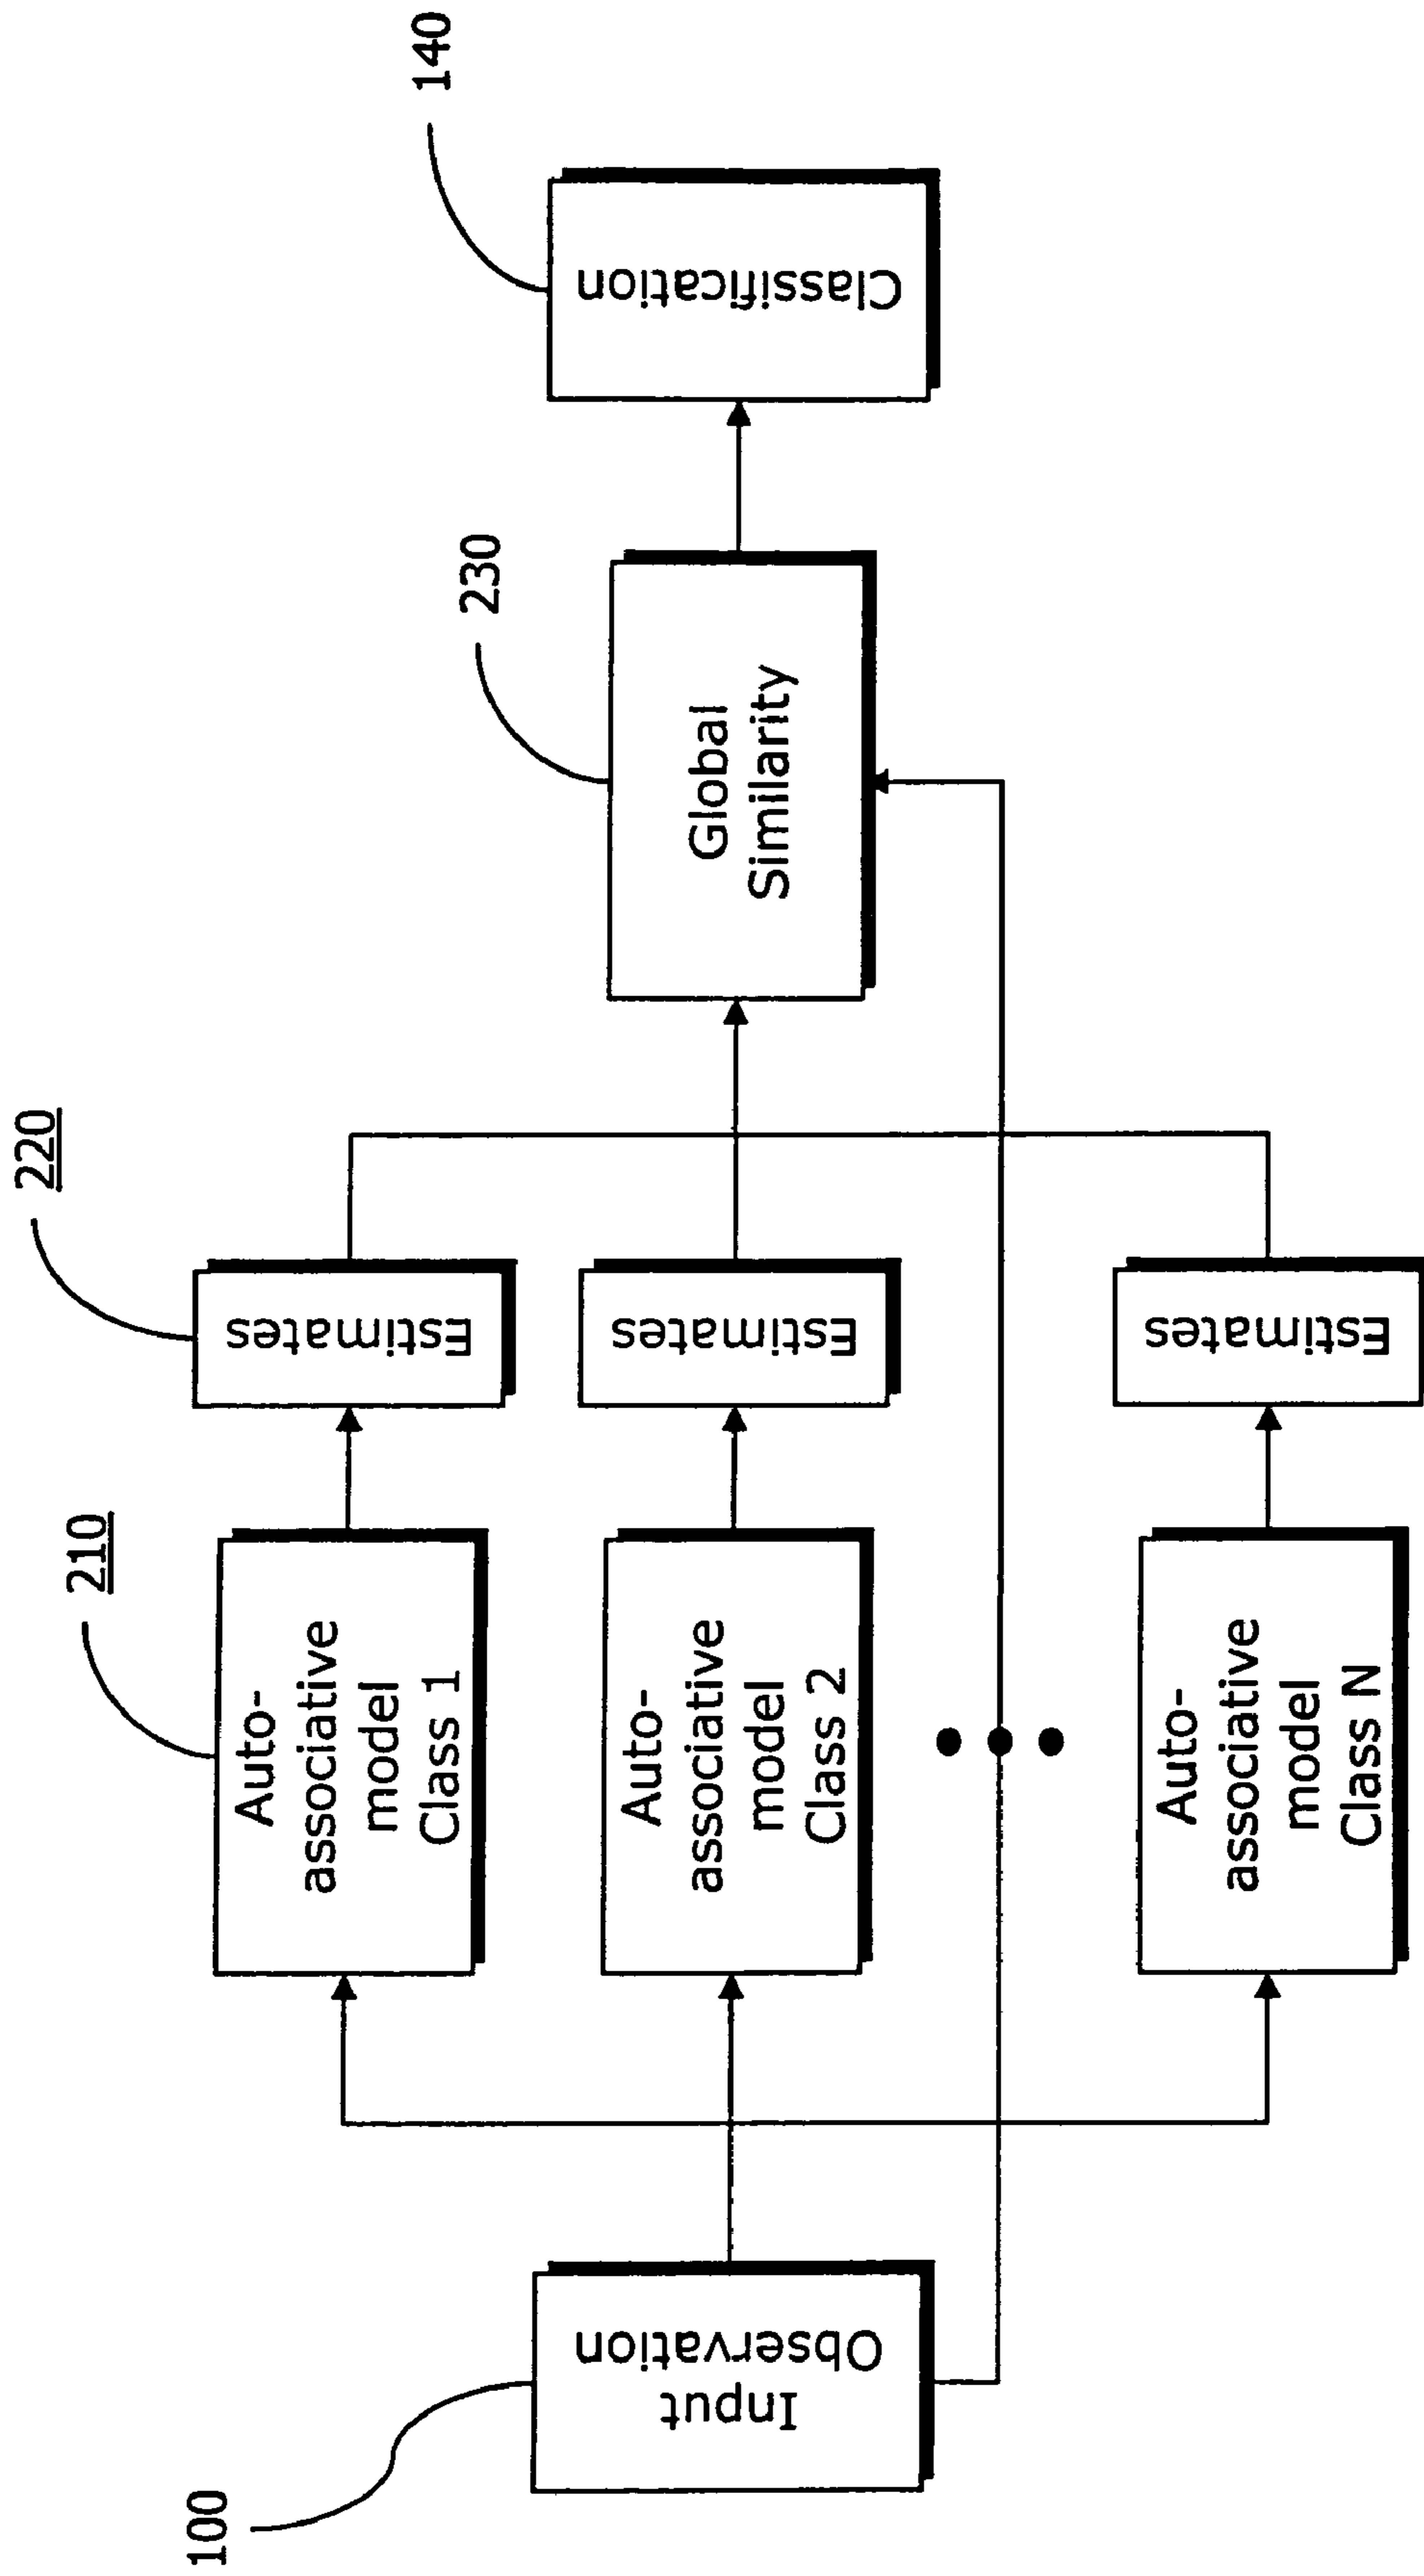 100
Input
Observation
210
Auto-
associative
model
Class 1
Auto-
associative
model
Class 2
Auto-
associative
model
Class N
220
Estimates
Estimates
Estimates
230
Global
Similarity
140
Classification